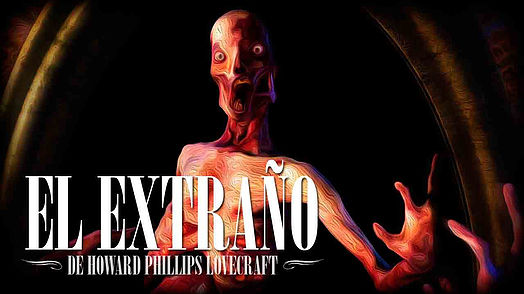 EL EXTRAÑO
DE HOWARD PHILLIPS LOVECRAFT